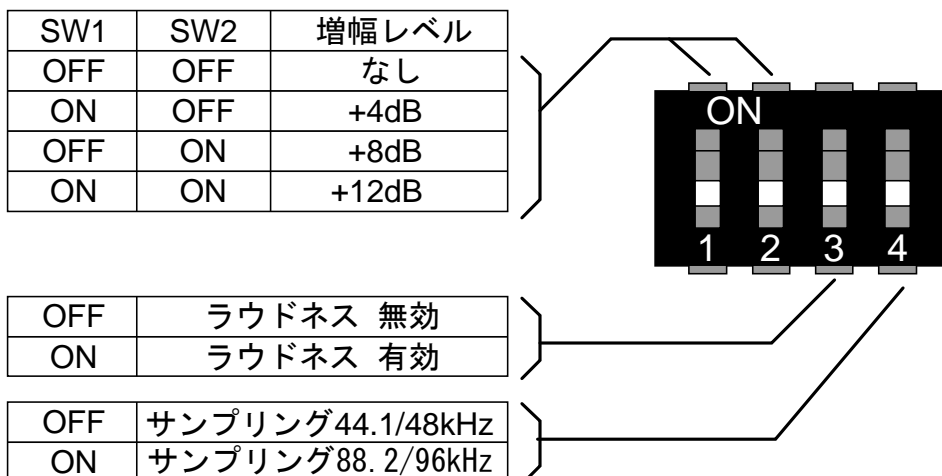 SW1 SW2 増幅レベル
OFF OFF なし
ON OFF +4dB
OFF ON +8dB
ON ON +12dB
ON
1 2 3 4
OFF ラウドネス 無効
ON ラウドネス 有効
OFF サンプリング44.1/48kHz
ON サンプリング88.2/96kHz